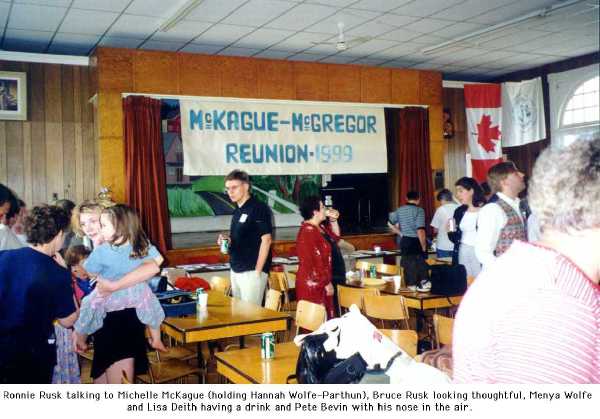 McKAGUE-McGREGOR
REUNION-1999
Ronnie Rusk talking to Michelle McKague (holding Hannah Wolfe-Parthun), Bruce Rusk looking thoughtful, Menya Wolfe
and Lisa Deith having a drink and Pete Bevin with his nose in the air.